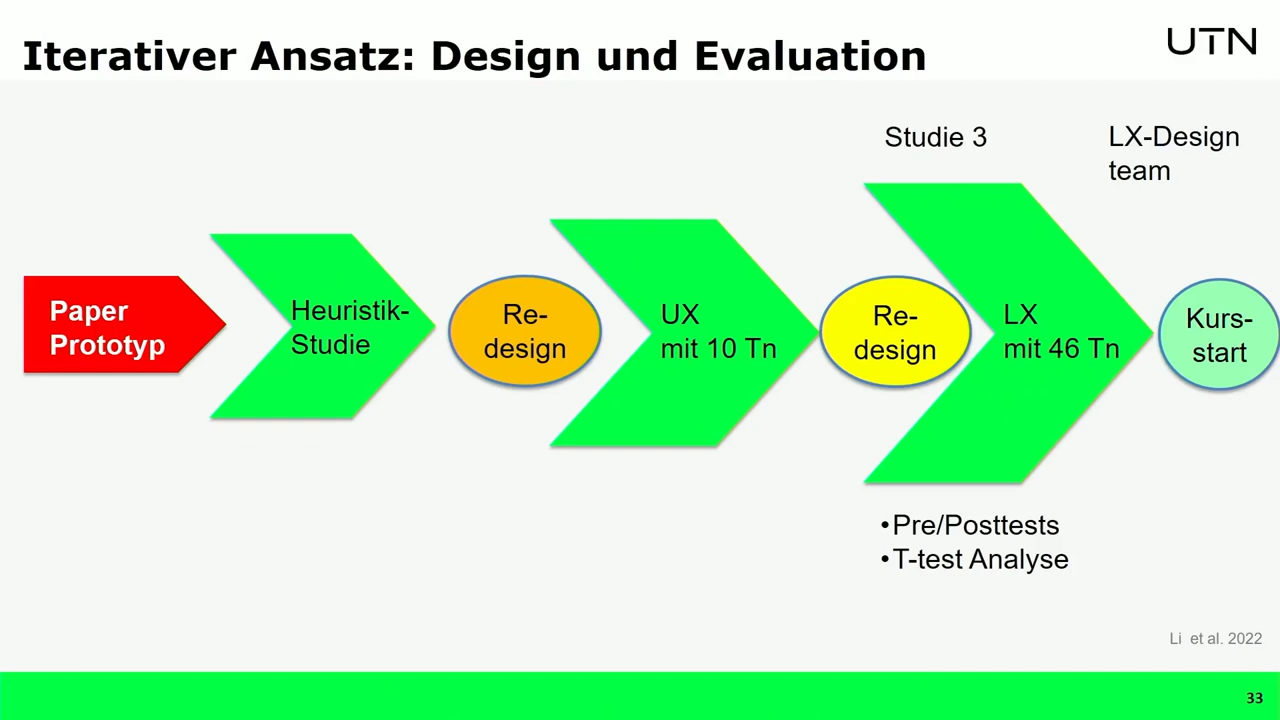 Iterativer Ansatz: Design und Evaluation
UTN
Studie 3
LX-Design
team
Paper
Prototyp
Heuristik-
Studie
Re-
design
UX
mit 10 Tn
Re-
design
LX
mit 46 Tn
Kurs-
start
•Pre/Posttests
•T-test Analyse
Li et al. 2022
33